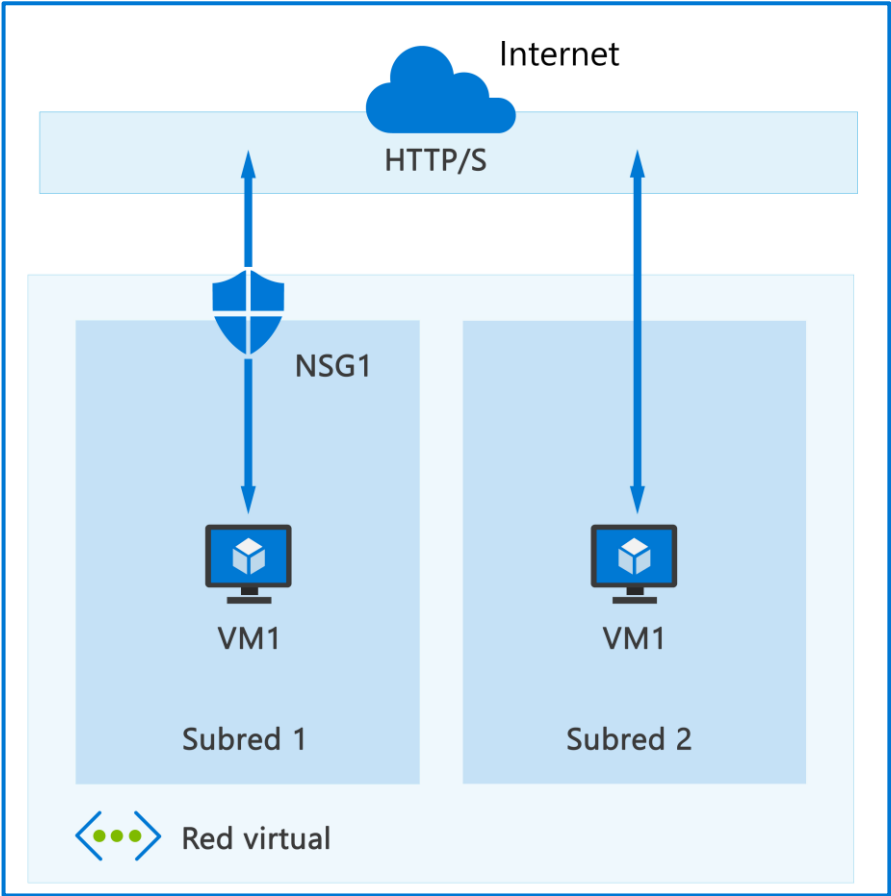 Internet
HTTP/S
NSG1
VM1
VM1
Subred 1
Subred 2
Red virtual